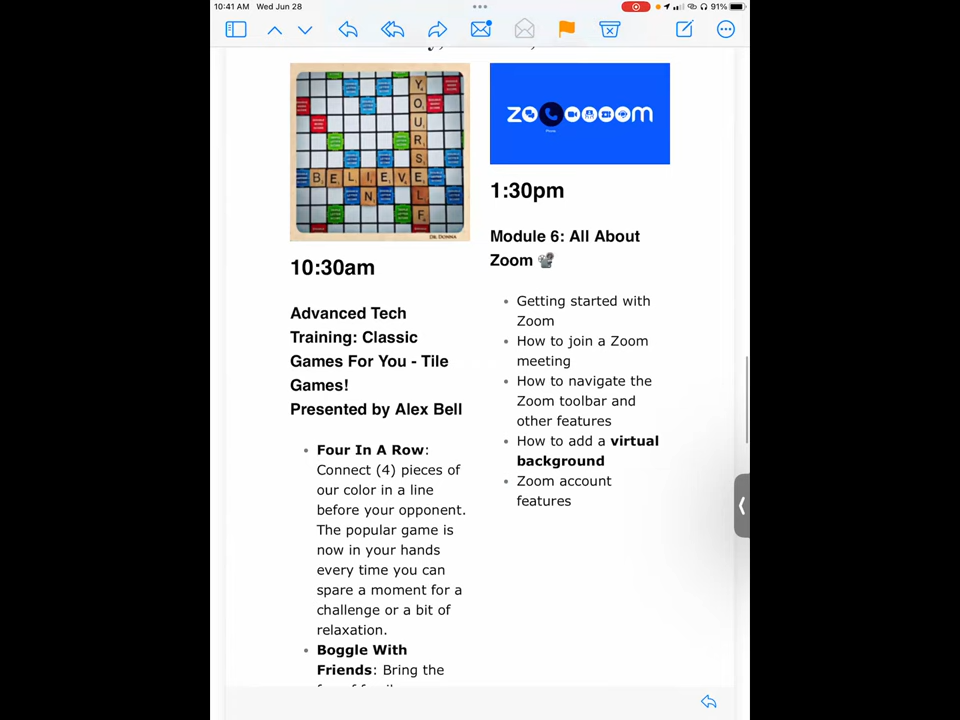 10:41 AM Wed Jun 28
91%
YOURSELF
BELIEVE
IN
DR. DONNA
10:30am
Advanced Tech
Training: Classic
Games For You - Tile
Games!
Presented by Alex Bell
• Four In A Row:
Connect (4) pieces of
our color in a line
before your opponent.
The popular game is
now in your hands
every time you can
spare a moment for a
challenge or a bit of
relaxation.
• Boggle With
Friends: Bring the
zoooooom
Phone
1:30pm
Module 6: All About
Zoom
• Getting started with
Zoom
• How to join a Zoom
meeting
• How to navigate the
Zoom toolbar and
other features
• How to add a virtual
background
• Zoom account
features